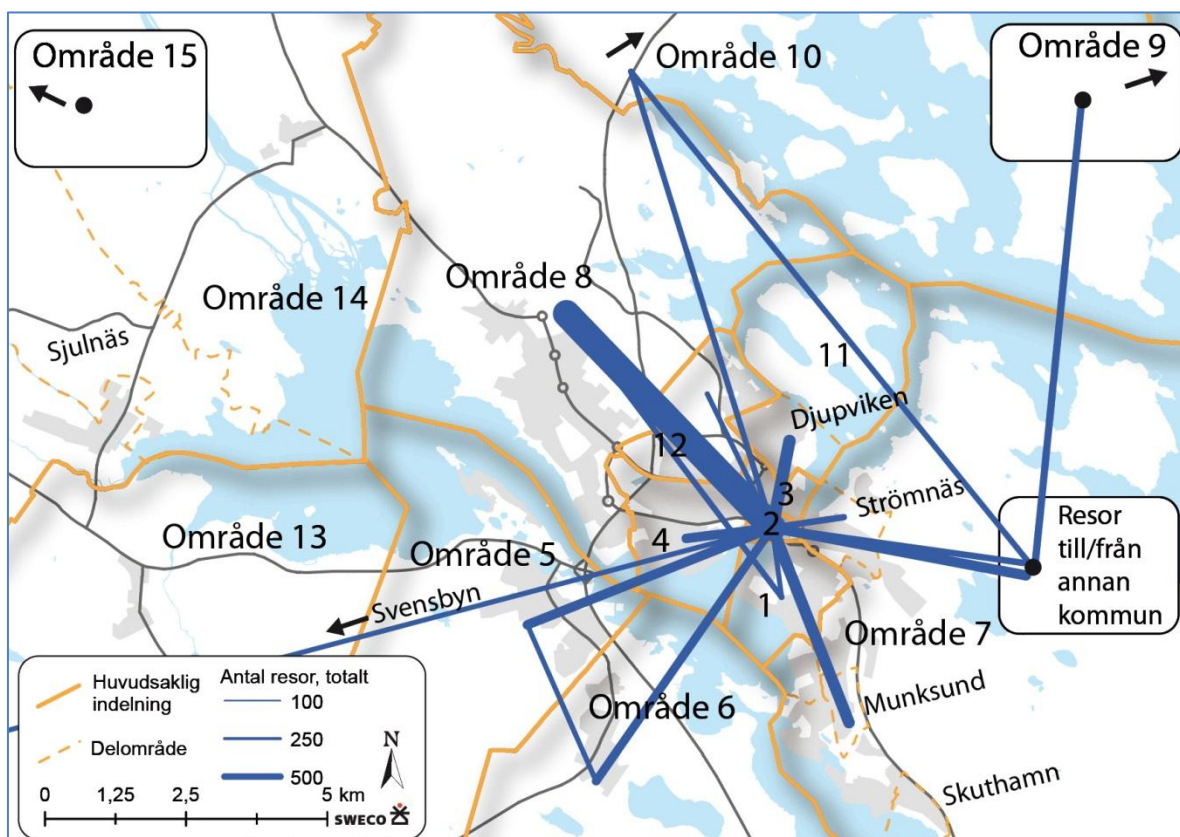 Område 15
Område 10
Område 9
Område 8
Område 14
Sjulnäs
11
Djupviken
12
3
Strömnäs
2
4
Resor
till/från
annan
kommun
Område 13
Område 5
Svensbyn
1
Område 7
Område 6
Munksund
Skuthamn
Huvudsaklig
indelning
Delområde
Antal resor, totalt
100
250
500
N
0 1,25 2,5 5 km
SWECO